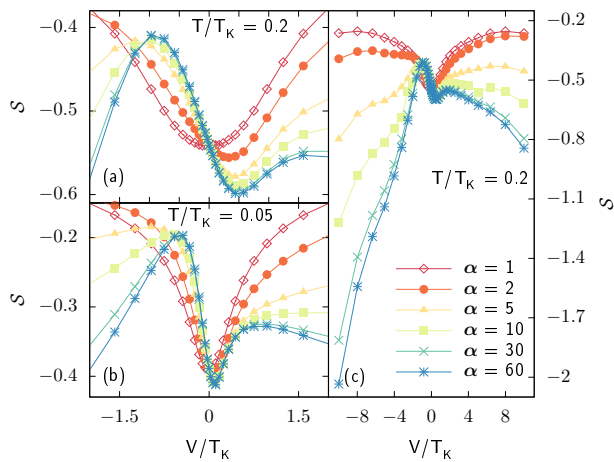 T/T_K = 0.2
−0.4
−0.5
−0.6
S
(a)
T/T_K = 0.05
−0.2
−0.3
−0.4
S
(b)
−1.5
0
1.5
V/T_K
−0.15
−0.5
−0.8
−1.1
−1.4
−1.7
−2
S
T/T_K = 0.2
α = 1
α = 2
α = 5
α = 10
α = 30
α = 60
(c)
−8
−4
0
4
8
V/T_K